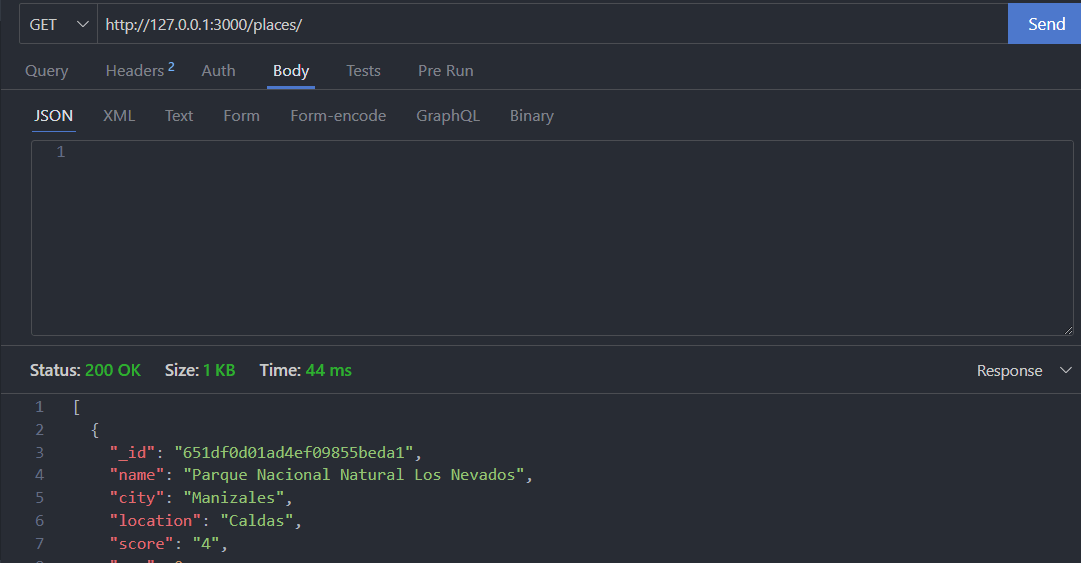 GET http://127.0.0.1:3000/places/ Send
Query Headers 2 Auth Body Tests Pre Run
JSON XML Text Form Form-encode GraphQL Binary
1
Status: 200 OK Size: 1 KB Time: 44 ms Response
1 [
2 {
3 "_id": "651df0d01ad4ef09855beda1",
4 "name": "Parque Nacional Natural Los Nevados",
5 "city": "Manizales",
6 "location": "Caldas",
7 "score": "4",